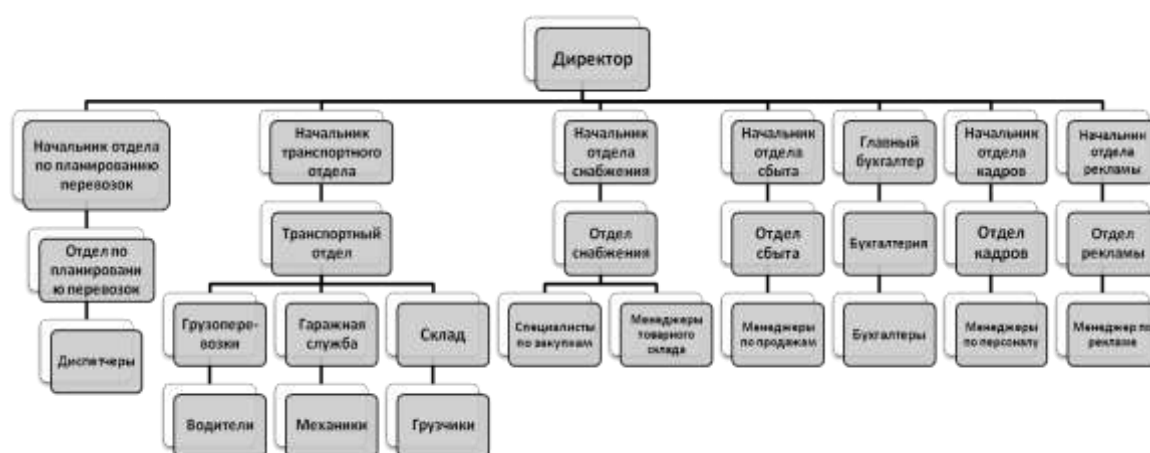 Директор
Начальник отдела
по планированию
перевозок
Начальник
транспортного
отдела
Начальник
отдела
снабжения
Начальник
отдела
сбыта
Главный
бухгалтер
Начальник
отдела
кадров
Начальник
отдела
рекламы
Отдел по
планировани
ю перевозок
Транспортный
отдел
Отдел
снабжения
Отдел
сбыта
Бухгалтерия
Отдел
кадров
Отдел
рекламы
Диспетчеры
Грузопере-
возки
Гаражная
служба
Склад
Специалисты
по закупкам
Менеджеры
товарного
склада
Менеджеры
по продажам
Бухгалтеры
Менеджеры
по персоналу
Менеджер по
рекламе
Водители
Механики
Грузчики